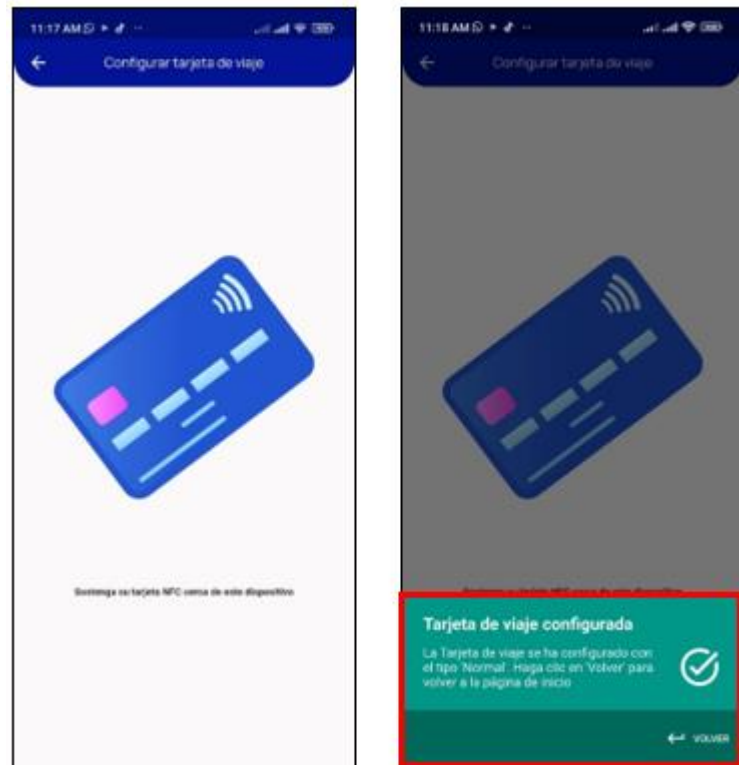 11:17 AM
Configurar tarjeta de viaje
Sostenga su tarjeta NFC cerca de este dispositivo
11:18 AM
Configurar tarjeta de viaje
Tarjeta de viaje configurada
La Tarjeta de viaje se ha configurado con
el tipo 'Normal'. Haga clic en 'Volver' para
volver a la página de inicio
VOLVER